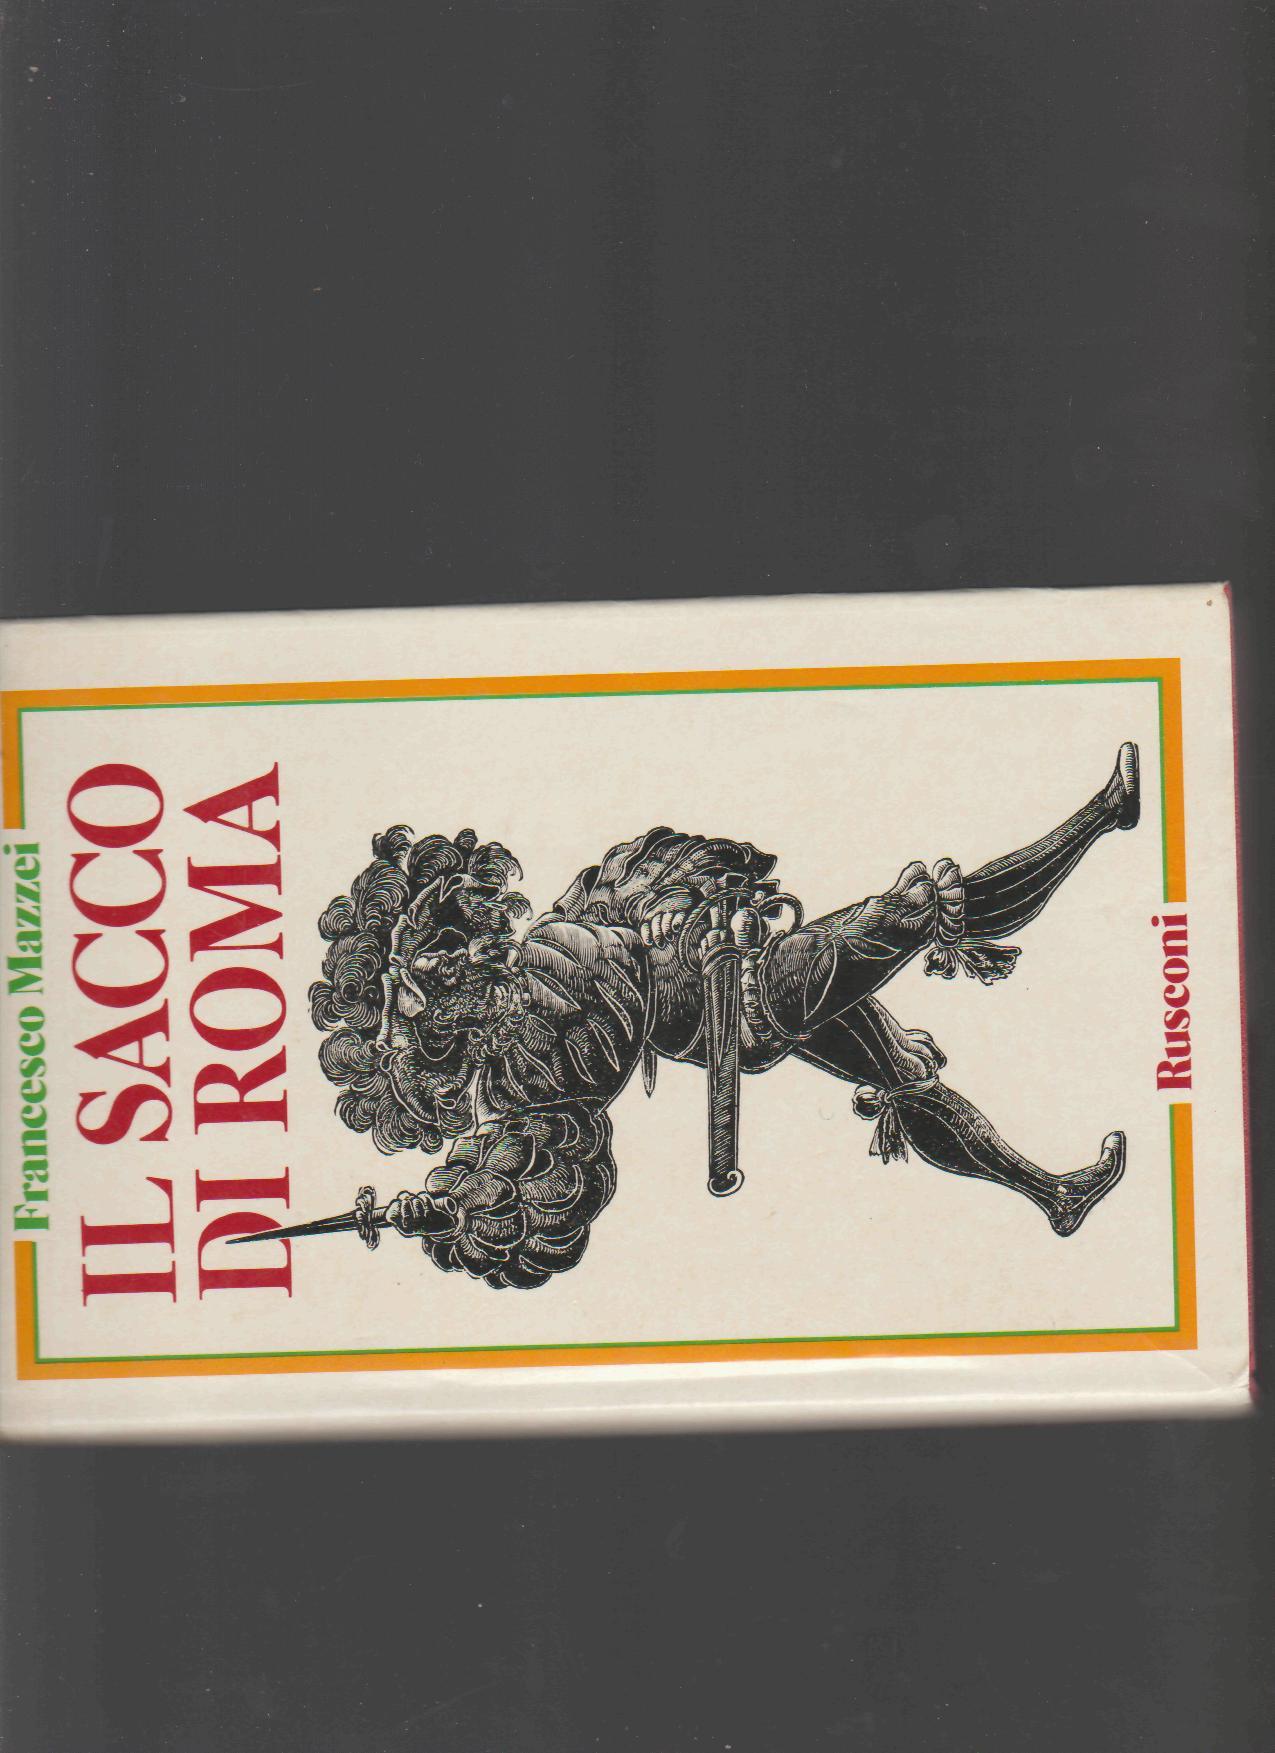 Francesco Mazzei
IL SACCO
DI ROMA
Rusconi